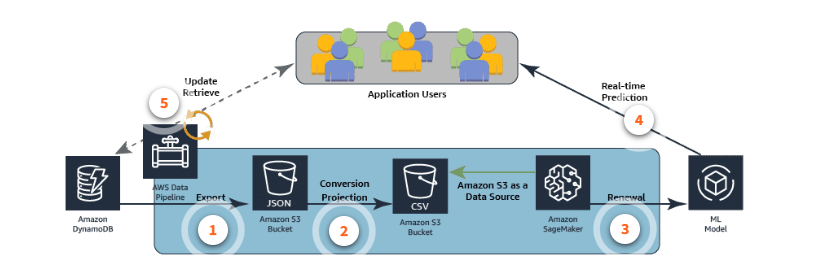 Update
Retrieve
5
Application Users
Real-time
Prediction
4
AWS Data
Pipeline
Amazon
DynamoDB
Export
1
JSON
Amazon S3
Bucket
Conversion
Projection
2
CSV
Amazon S3
Bucket
Amazon S3 as a
Data Source
Amazon
SageMaker
Renewal
3
ML
Model